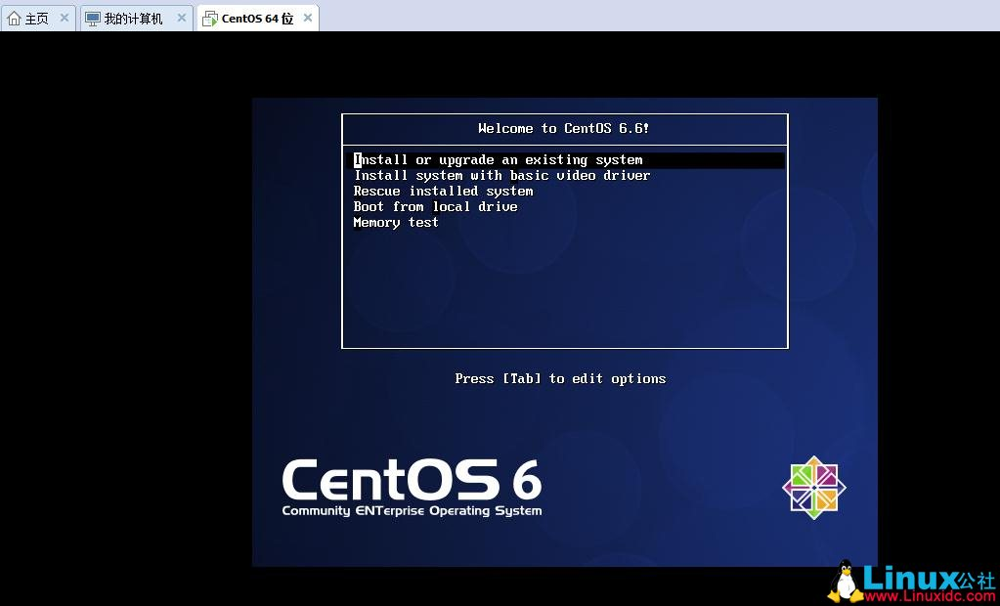 主页 我的计算机 CentOS 64 位
Welcome to CentOS 6.6!
Install or upgrade an existing system
Install system with basic video driver
Rescue installed system
Boot from local drive
Memory test
Press [Tab] to edit options
CentOS 6
Community ENTerprise Operating System
Linux公社
www.Linuxidc.com